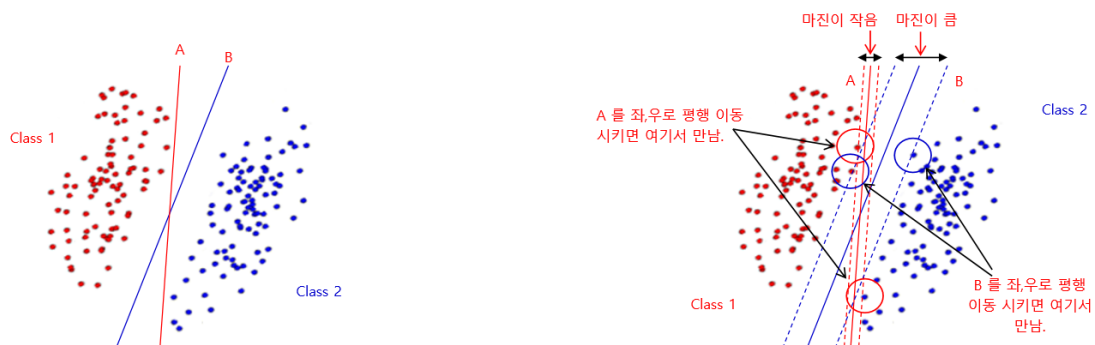 A
B
Class 1
Class 2
마진이 작음
마진이 큼
A
B
Class 2
A 를 좌,우로 평행 이동
시키면 여기서 만남.
Class 1
B 를 좌,우로 평행
이동 시키면 여기서
만남.